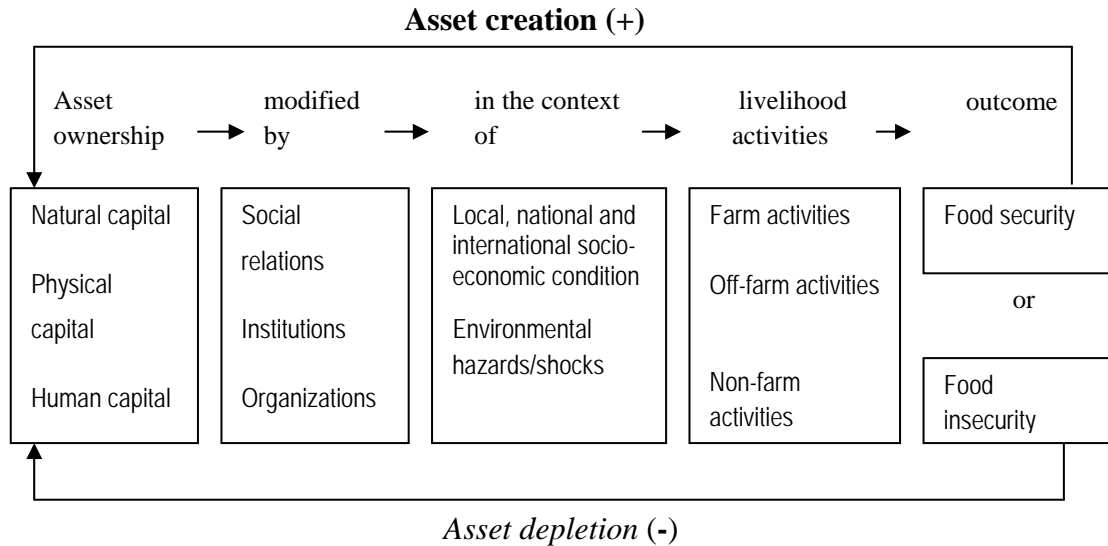 Asset creation (+)
Asset
ownership
modified
by
in the context
of
livelihood
activities
outcome
Natural capital
Physical
capital
Human capital
Social
relations
Institutions
Organizations
Local, national and
international socio-
economic condition
Environmental
hazards/shocks
Farm activities
Off-farm activities
Non-farm
activities
Food security
or
Food
insecurity
Asset depletion (-)